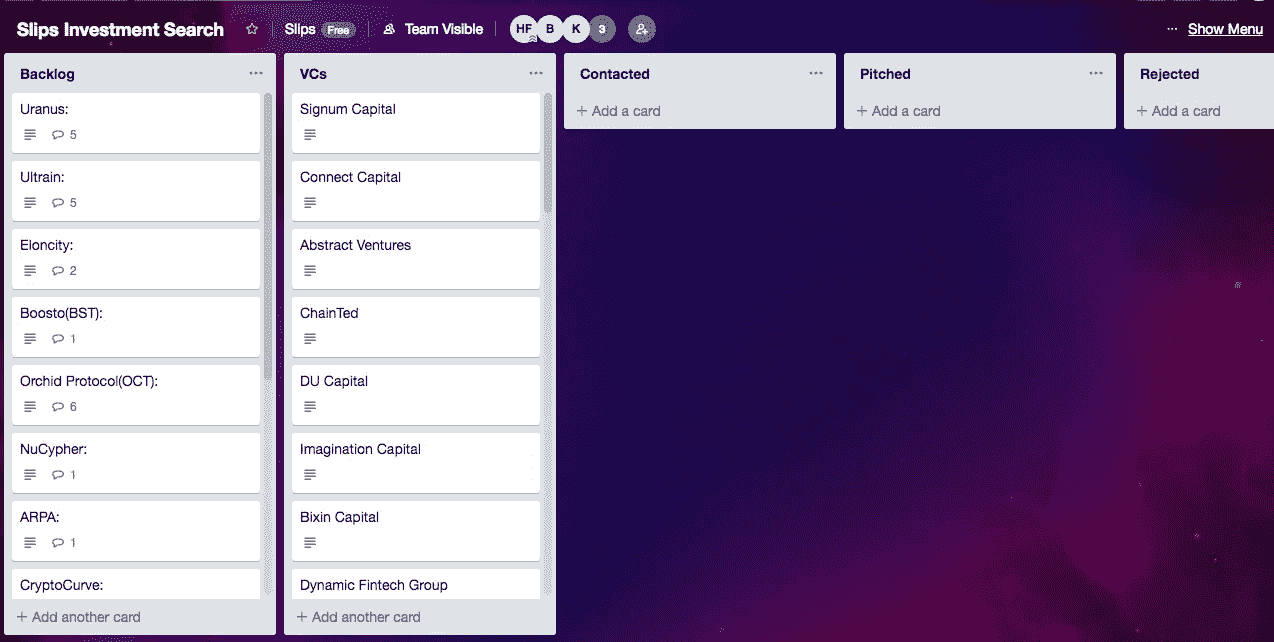 Slips Investment Search Slips Free Team Visible HF B K 3 ... Show Menu
Backlog ...
Uranus:
5
Ultrain:
5
Eloncity:
2
Boosto(BST):
1
Orchid Protocol(OCT):
6
NuCypher:
1
ARPA:
1
CryptoCurve:
+ Add another card
VCs ...
Signum Capital
Connect Capital
Abstract Ventures
ChainTed
DU Capital
Imagination Capital
Bixin Capital
Dynamic Fintech Group
+ Add another card
Contacted ...
+ Add a card
Pitched ...
+ Add a card
Rejected
+ Add a card